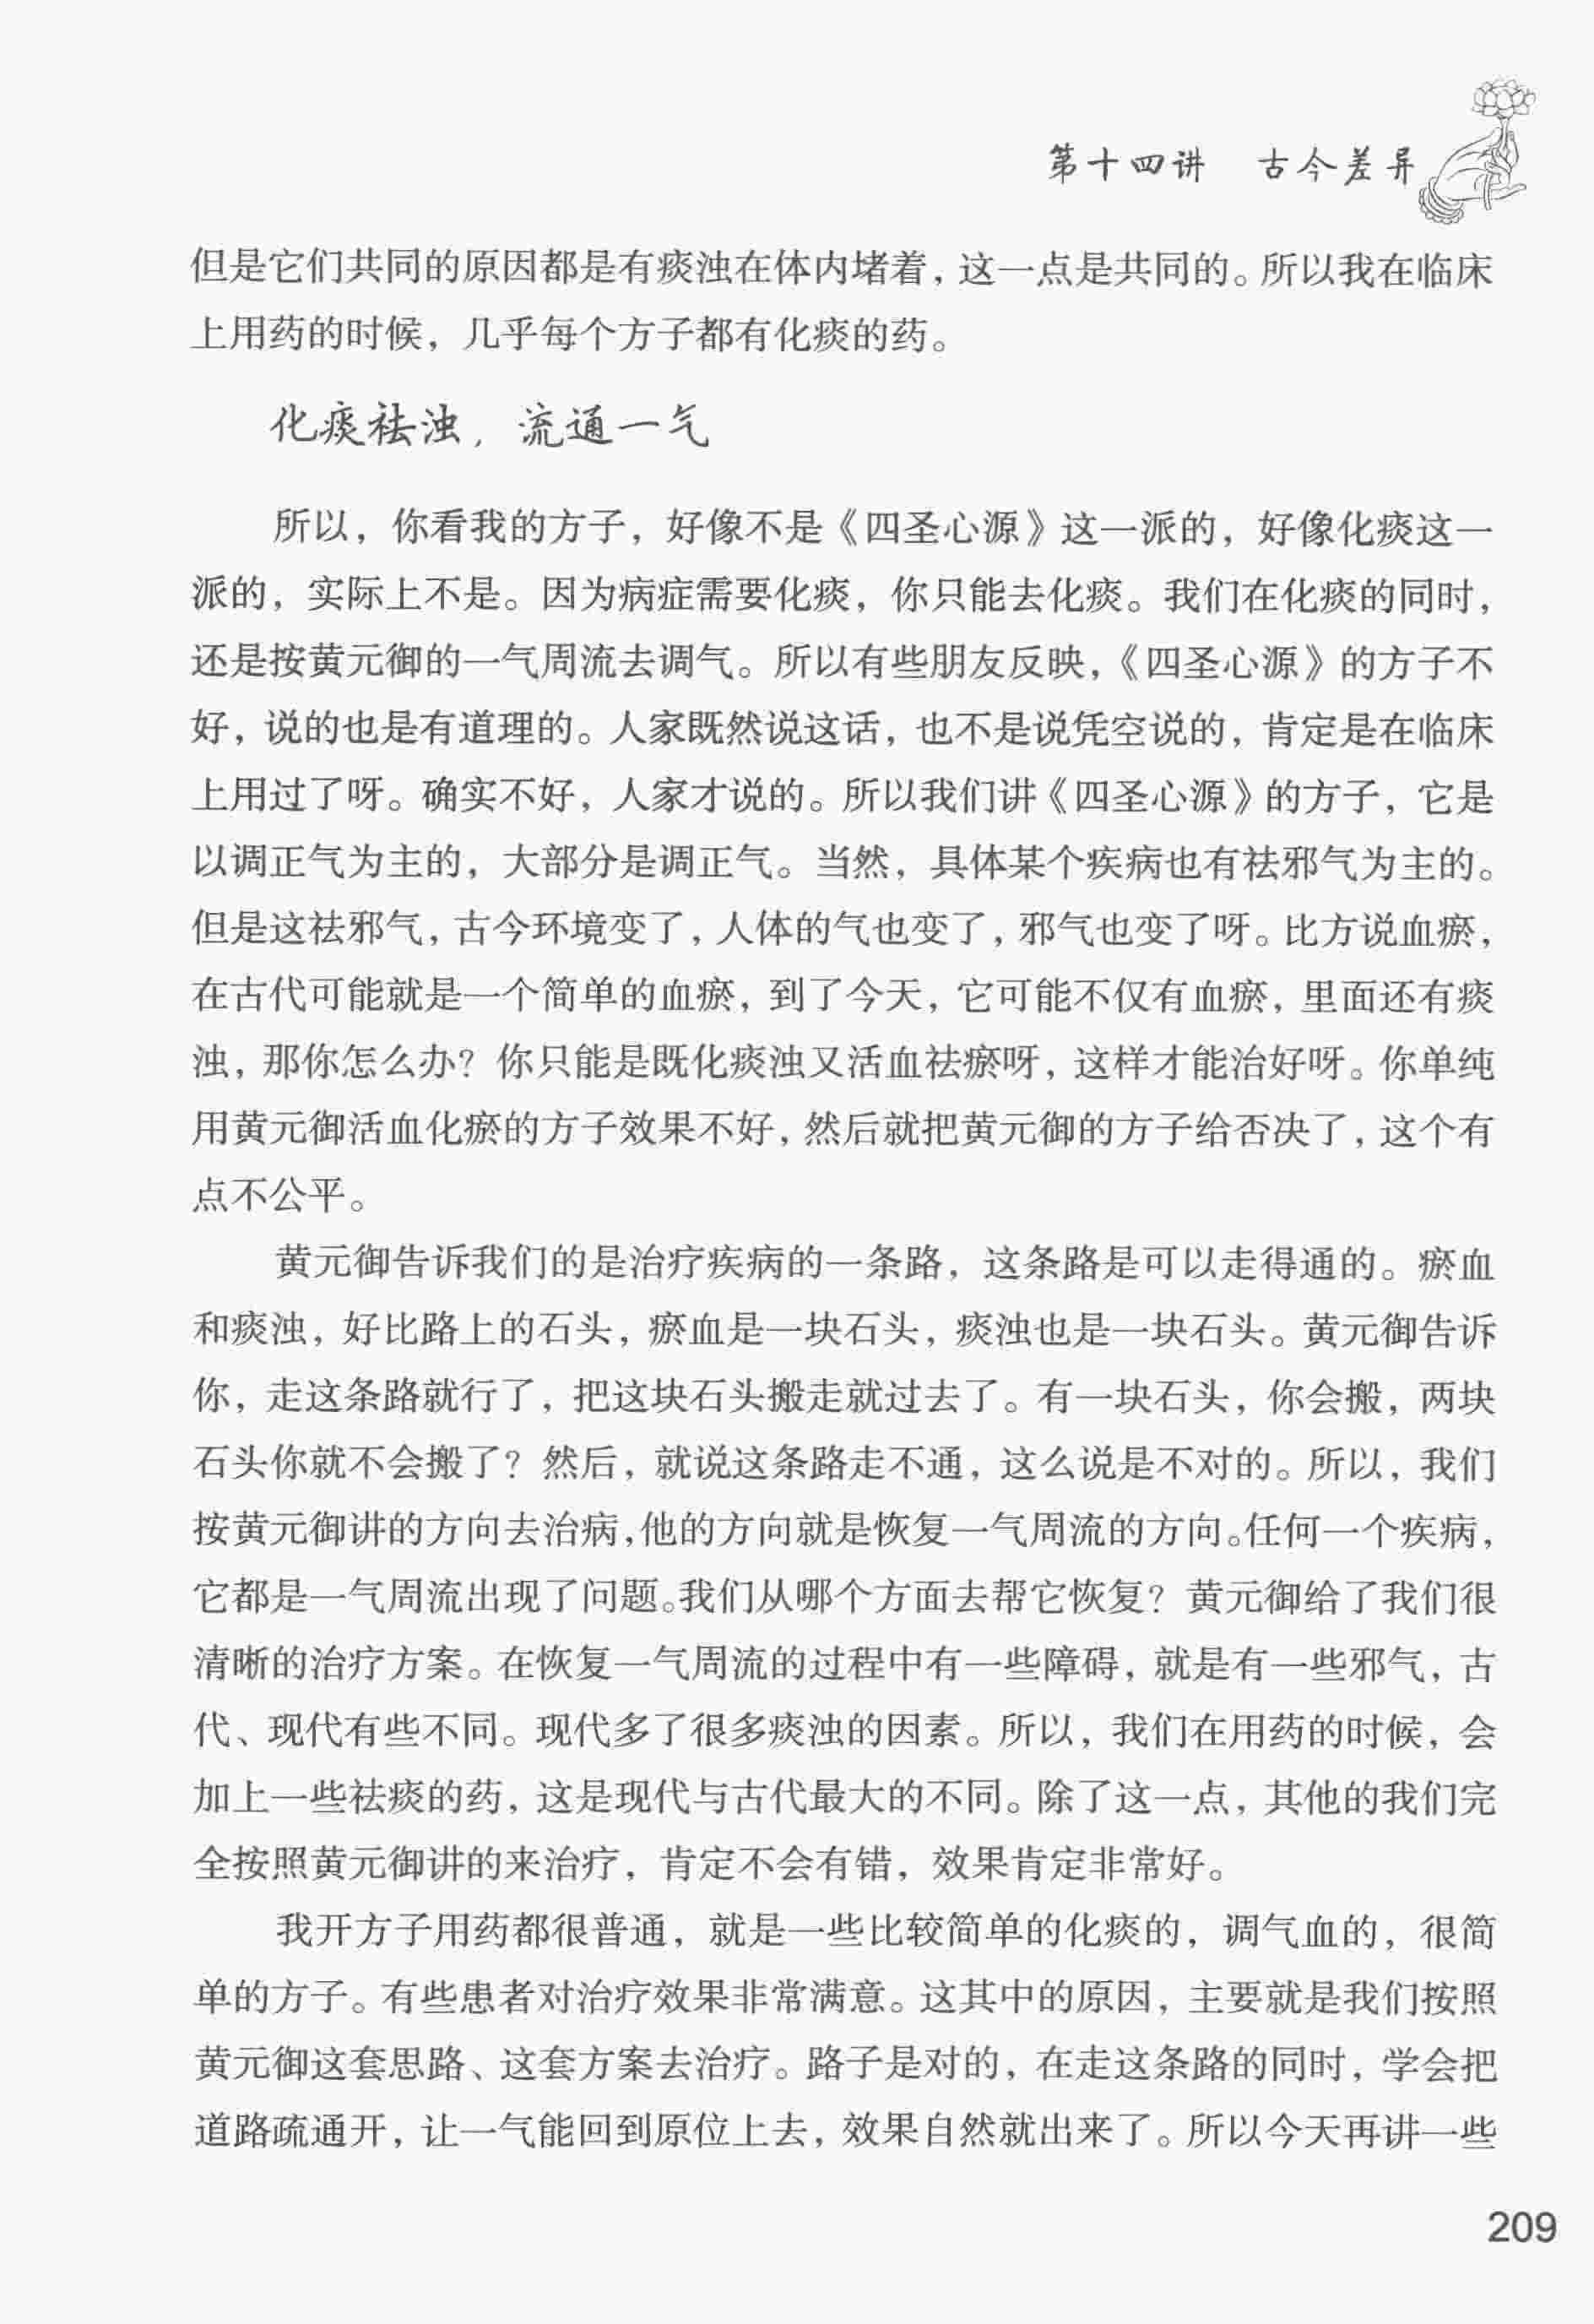 第十四讲 古今差异
但是它们共同的原因都是有痰浊在体内堵着，这一点是共同的。所以我在临床
上用药的时候，几乎每个方子都有化痰的药。
化痰祛浊，流通一气
所以，你看我的方子，好像不是《四圣心源》这一派的，好像化痰这一
派的，实际上不是。因为病症需要化痰，你只能去化痰。我们在化痰的同时，
还是按黄元御的一气周流去调气。所以有些朋友反映，《四圣心源》的方子不
好，说的也是有道理的。人家既然说这话，也不是说凭空说的，肯定是在临床
上用过了呀。确实不好，人家才说的。所以我们讲《四圣心源》的方子，它是
以调正气为主的，大部分是调正气。当然，具体某个疾病也有祛邪气为主的。
但是这祛邪气，古今环境变了，人体的气也变了，邪气也变了呀。比方说血瘀，
在古代可能就是一个简单的血瘀，到了今天，它可能不仅有血瘀，里面还有痰
浊，那你怎么办？你只能是既化痰浊又活血祛瘀呀，这样才能治好呀。你单纯
用黄元御活血化瘀的方子效果不好，然后就把黄元御的方子给否决了，这个有
点不公平。
黄元御告诉我们的是治疗疾病的一条路，这条路是可以走得通的。瘀血
和痰浊，好比路上的石头，瘀血是一块石头，痰浊也是一块石头。黄元御告诉
你，走这条路就行了，把这块石头搬走就过去了。有一块石头，你会搬，两块
石头你就不会搬了？然后，就说这条路走不通，这么说是不对的。所以，我们
按黄元御讲的方向去治病，他的方向就是恢复一气周流的方向。任何一个疾病，
它都是一气周流出现了问题。我们从哪个方面去帮它恢复？黄元御给了我们很
清晰的治疗方案。在恢复一气周流的过程中有一些障碍，就是有一些邪气，古
代、现代有些不同。现代多了很多痰浊的因素。所以，我们在用药的时候，会
加上一些祛痰的药，这是现代与古代最大的不同。除了这一点，其他的我们完
全按照黄元御讲的来治疗，肯定不会有错，效果肯定非常好。
我开方子用药都很普通，就是一些比较简单的化痰的，调气血的，很简
单的方子。有些患者对治疗效果非常满意。这其中的原因，主要就是我们按照
黄元御这套思路、这套方案去治疗。路子是对的，在走这条路的同时，学会把
道路疏通开，让一气能回到原位上去，效果自然就出来了。所以今天再讲一些
209